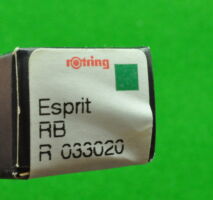 rotring
Esprit
RB
R 033020